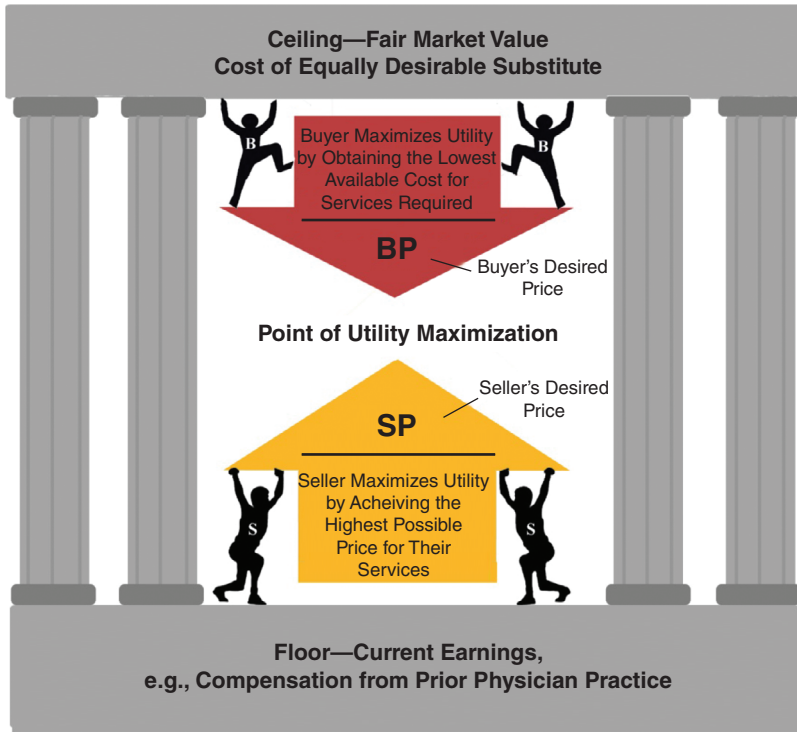 Ceiling—Fair Market Value
Cost of Equally Desirable Substitute
B
B
Buyer Maximizes Utility
by Obtaining the Lowest
Available Cost for
Services Required
BP
Buyer's Desired
Price
Point of Utility Maximization
Seller's Desired
Price
SP
Seller Maximizes Utility
by Acheiving the
Highest Possible
Price for Their
Services
S
S
Floor—Current Earnings,
e.g., Compensation from Prior Physician Practice